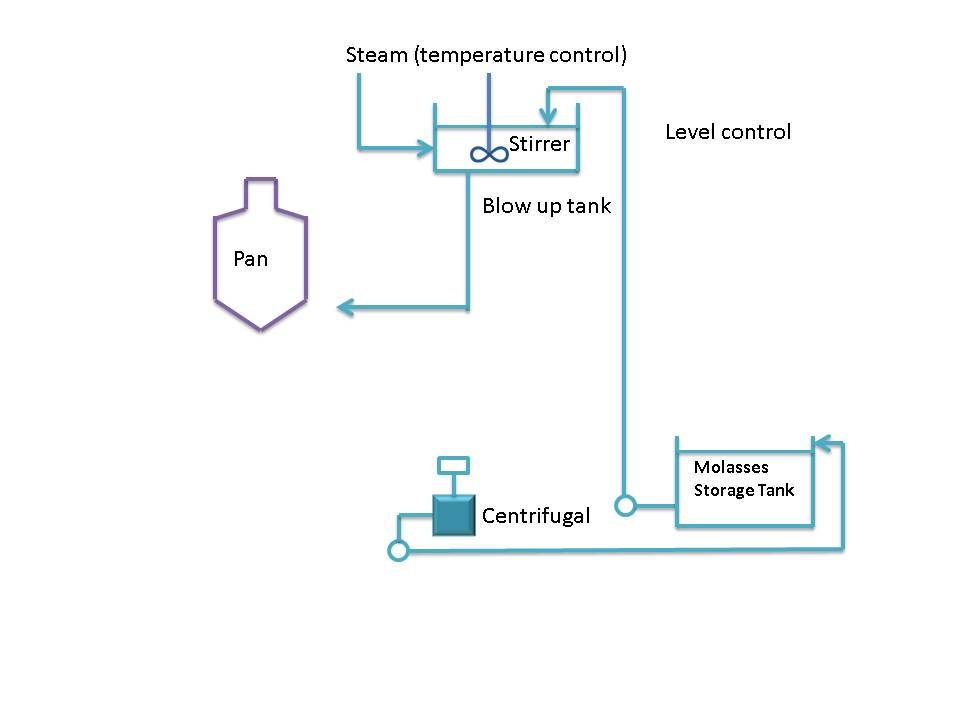 Steam (temperature control)
Level control
Stirrer
Blow up tank
Pan
Molasses
Storage Tank
Centrifugal